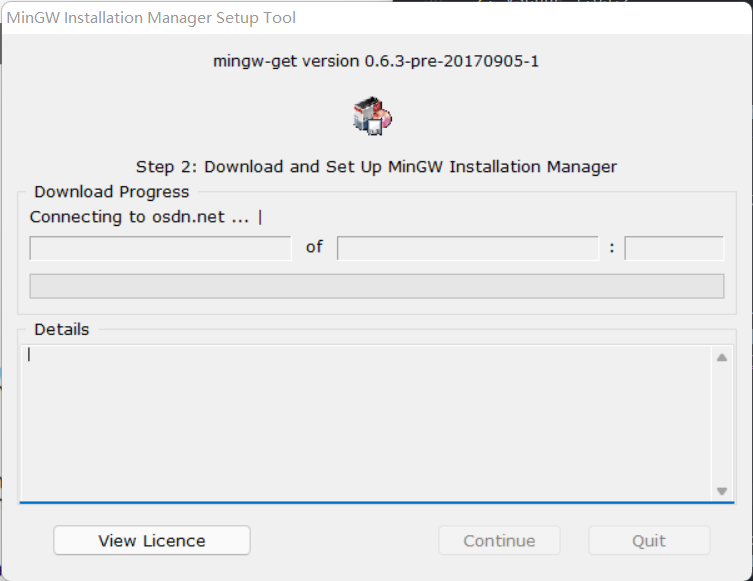 MinGW Installation Manager Setup Tool
mingw-get version 0.6.3-pre-20170905-1
Step 2: Download and Set Up MinGW Installation Manager
Download Progress
Connecting to osdn.net ... |
of :
Details
View Licence Continue Quit